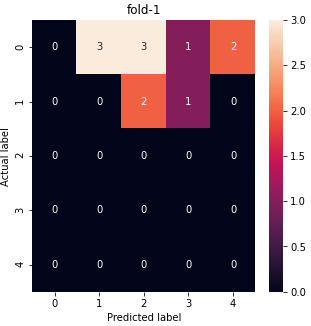 fold-1
Actual label
0 0 3 3 1 2
1 0 0 2 1 0
2 0 0 0 0 0
3 0 0 0 0 0
4 0 0 0 0 0
0 1 2 3 4
Predicted label
3.0
2.5
2.0
1.5
1.0
0.5
0.0